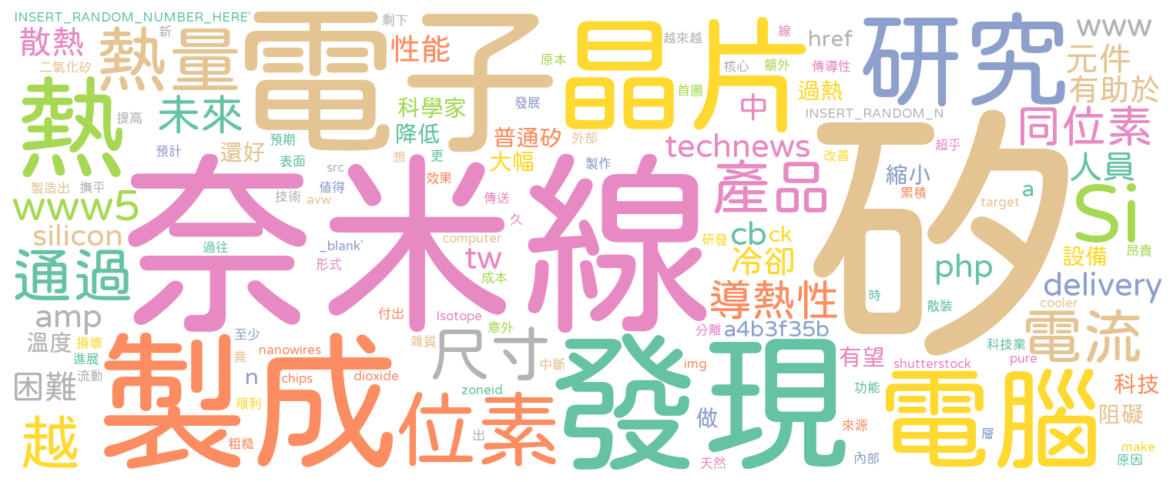 INSERT_RANDOM_NUMBER_HERE'
新
剩下
散熱
熱量
電子
性能
原本
晶片
越來越
線
href
研究
www
二氧化矽
核心
額外
傳導性
元件
熱
提高
未來
科學家
發展
首圖
中
過熱
有助於
INSERT_RANDOM_N
同位素
預期
降低
普通矽
外部
technews
矽
超乎
預計
還好
表面
更
大幅
改善
縮小
人員
製造出
撫平
src
想
值得
製作
產品
累積
a
Si
技術
avw
效果
傳送
target
www5
奈米線
久
silicon
過往
_blank'
形式
computer
tw
研發
cb
ck
冷卻
php
設備
昂貴
通過
成本
導熱性
時
散裝
delivery
cooler
amp
付出
Isotope
意外
分離
a4b3f35b
電流
溫度
損壞
至少
雜質
尺寸
發現
有望
科技業
進展
製成
竟
nanowires
中斷
img
shutterstock
pure
困難
流動
n
chips
dioxide
zoneid
功能
電腦
科技
順利
位素
做
來源
阻礙
越
粗糙
出
天然
內部
層
make
原因